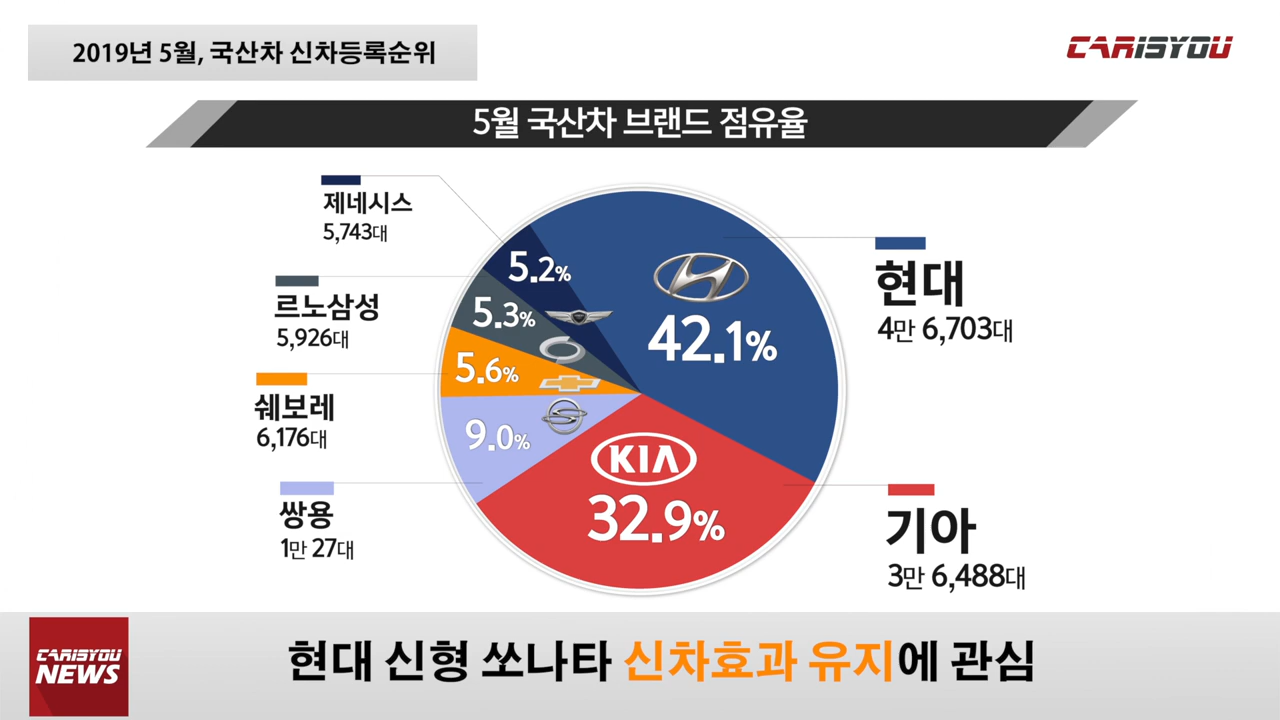 2019년 5월, 국산차 신차등록순위
CARISYOU
5월 국산차 브랜드 점유율
제네시스
5,743대
르노삼성
5,926대
쉐보레
6,176대
쌍용
1만 27대
5.2%
5.3%
5.6%
9.0%
42.1%
KIA
32.9%
현대
4만 6,703대
기아
3만 6,488대
CARISYOU
NEWS
현대 신형 쏘나타 신차효과 유지에 관심